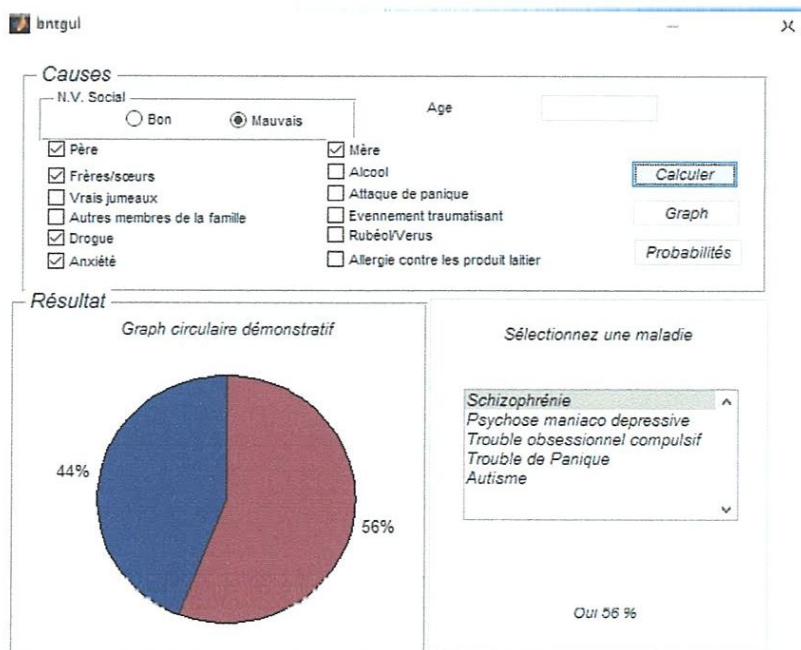 bntgui
Causes
N.V. Social
Bon
Mauvais
Age
Père
Mère
Frères/sœurs
Alcool
Calculer
Vrais jumeaux
Attaque de panique
Autres membres de la famille
Evennement traumatisant
Graph
Drogue
Rubéol/Verus
Anxiété
Allergie contre les produit laitier
Probabilités
Résultat
Graph circulaire démonstratif
44%
56%
Sélectionnez une maladie
Schizophrénie
Psychose maniaco depressive
Trouble obsessionnel compulsif
Trouble de Panique
Autisme
Oui 56 %